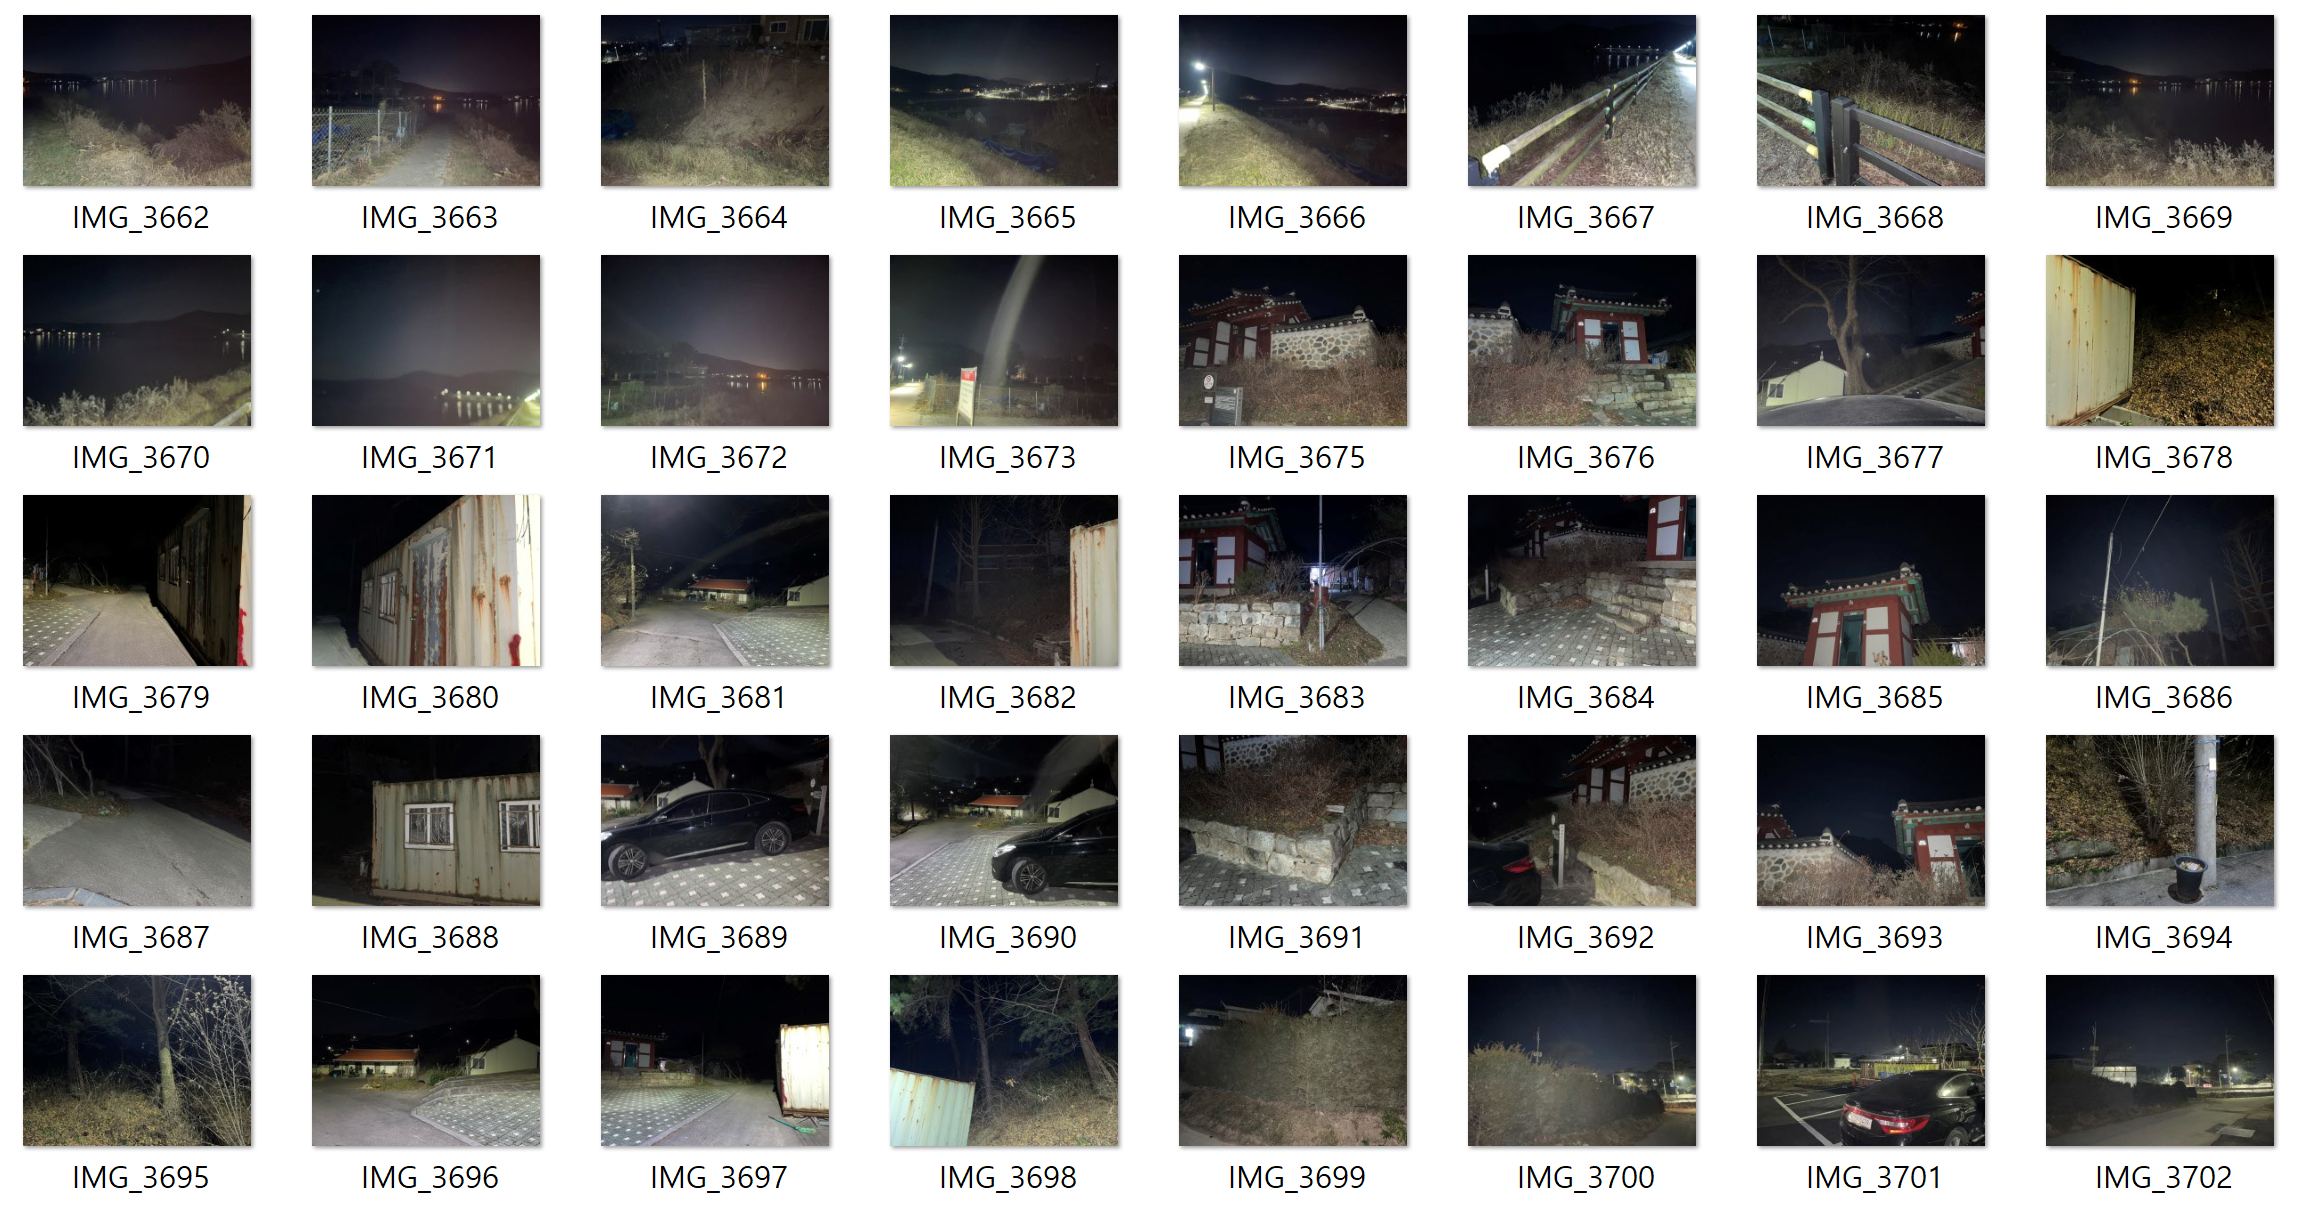 IMG_3662 IMG_3663 IMG_3664 IMG_3665 IMG_3666 IMG_3667 IMG_3668 IMG_3669
IMG_3670 IMG_3671 IMG_3672 IMG_3673 IMG_3675 IMG_3676 IMG_3677 IMG_3678
IMG_3679 IMG_3680 IMG_3681 IMG_3682 IMG_3683 IMG_3684 IMG_3685 IMG_3686
IMG_3687 IMG_3688 IMG_3689 IMG_3690 IMG_3691 IMG_3692 IMG_3693 IMG_3694
IMG_3695 IMG_3696 IMG_3697 IMG_3698 IMG_3699 IMG_3700 IMG_3701 IMG_3702